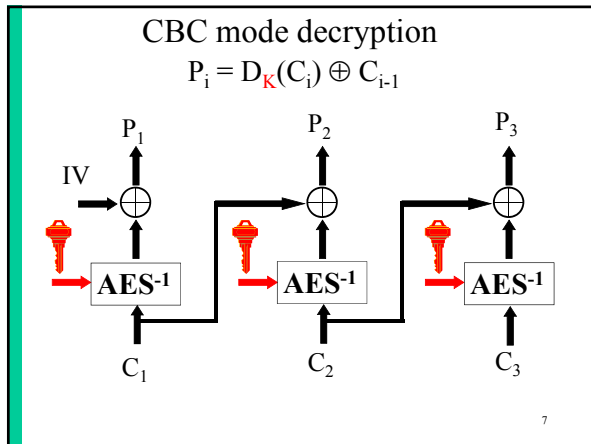 CBC mode decryption
Pᵢ = D_K(Cᵢ) ⊕ Cᵢ₋₁
P₁ P₂ P₃
IV
AES⁻¹ AES⁻¹ AES⁻¹
C₁ C₂ C₃
7